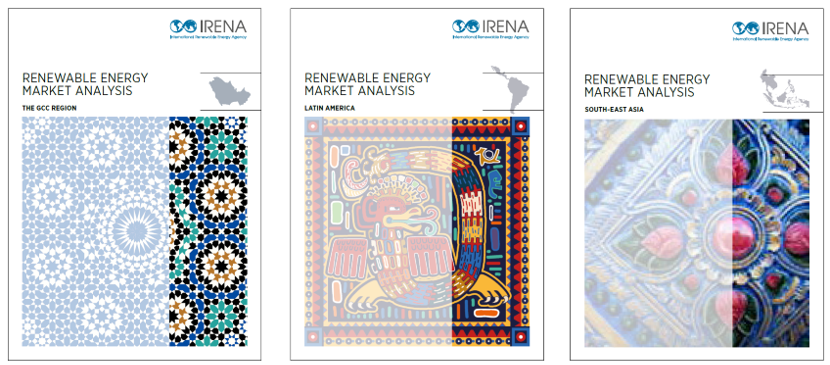 IRENA
International Renewable Energy Agency
RENEWABLE ENERGY
MARKET ANALYSIS
THE GCC REGION
IRENA
International Renewable Energy Agency
RENEWABLE ENERGY
MARKET ANALYSIS
LATIN AMERICA
IRENA
International Renewable Energy Agency
RENEWABLE ENERGY
MARKET ANALYSIS
SOUTH-EAST ASIA